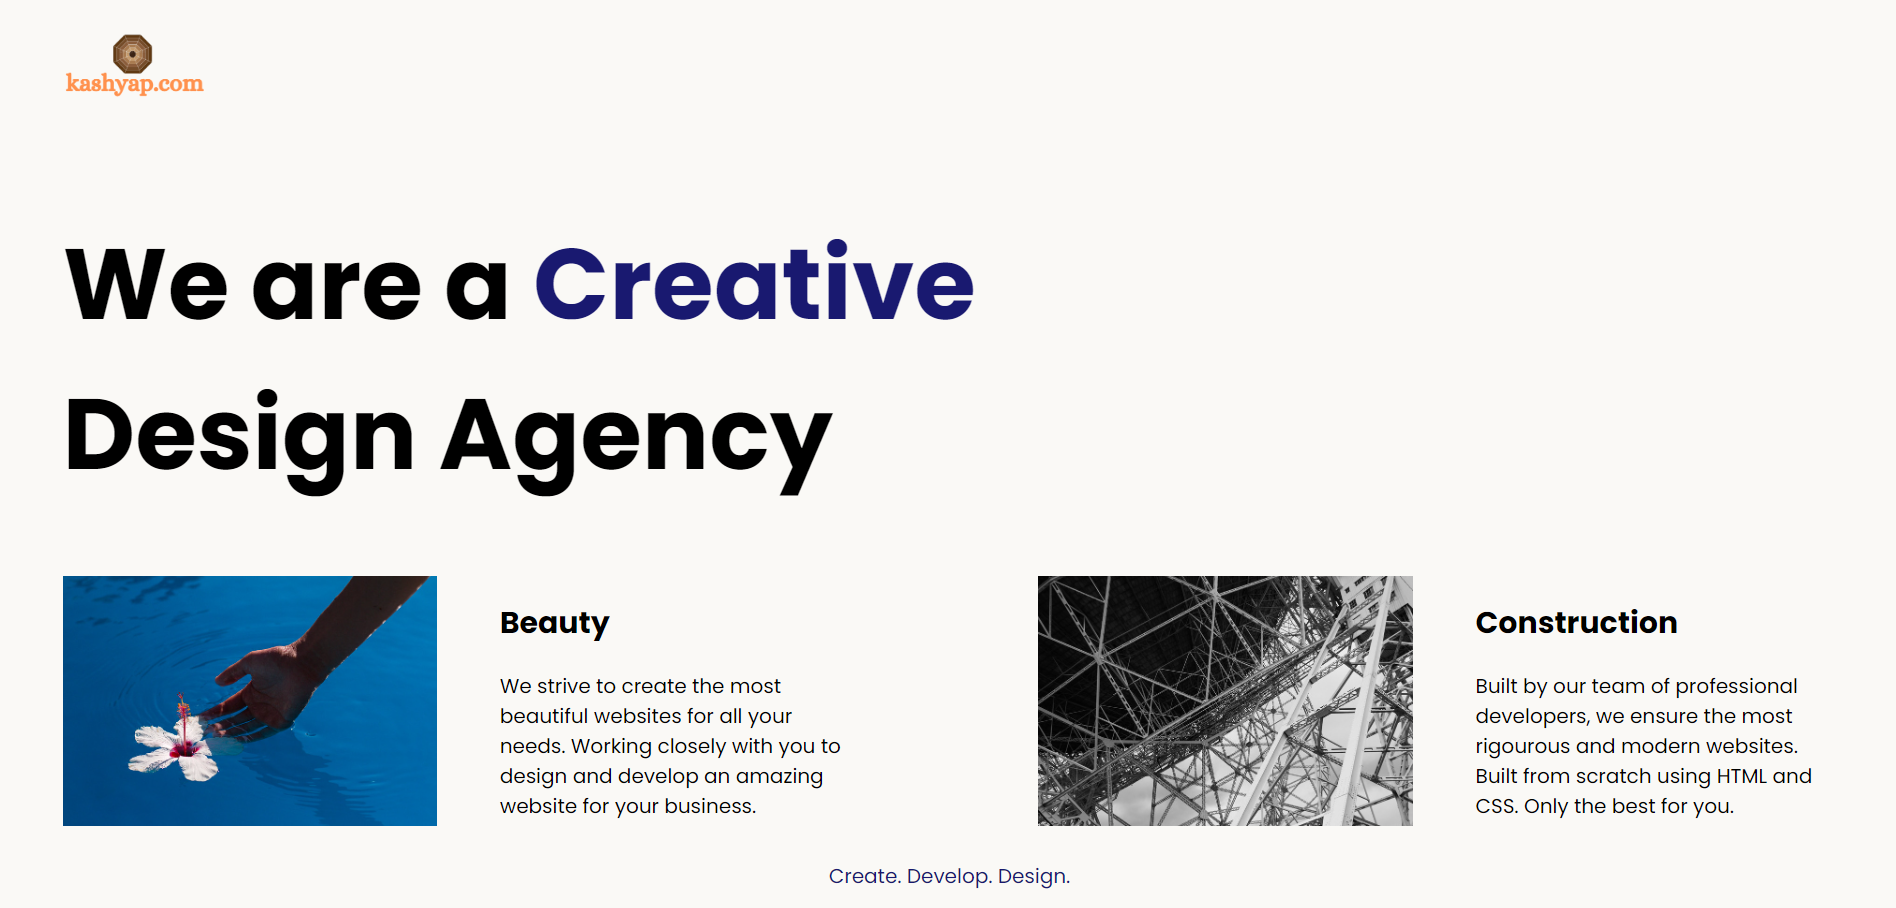 kashyap.com
We are a Creative
Design Agency
Beauty
We strive to create the most
beautiful websites for all your
needs. Working closely with you to
design and develop an amazing
website for your business.
Construction
Built by our team of professional
developers, we ensure the most
rigourous and modern websites.
Built from scratch using HTML and
CSS. Only the best for you.
Create. Develop. Design.